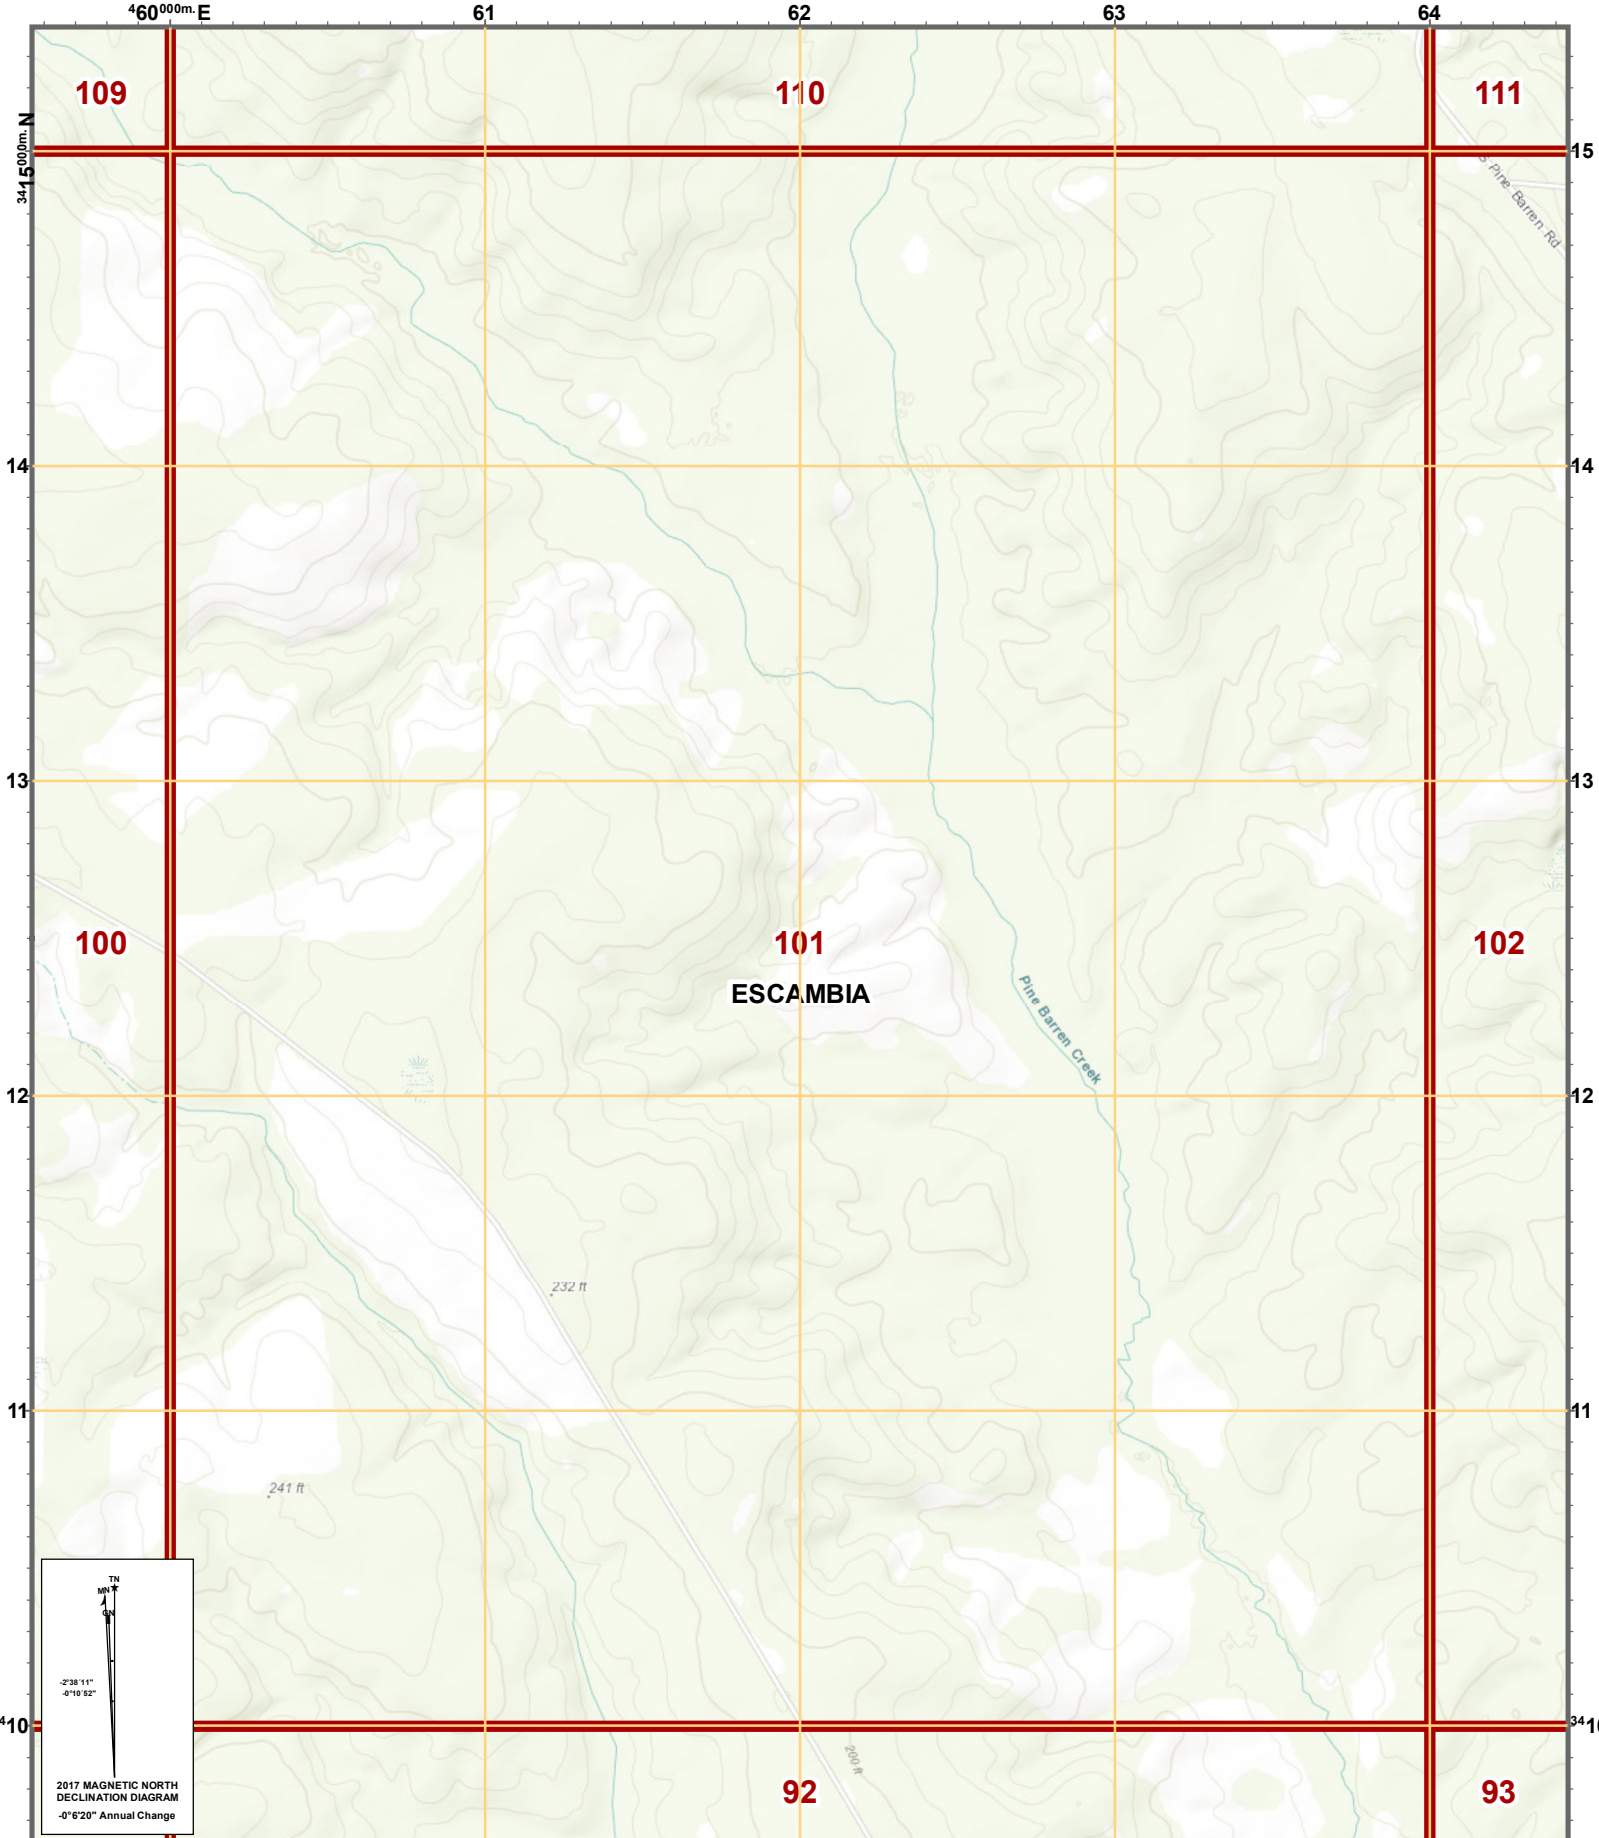 460000m. E
61
62
63
64
109
110
111
3415000m. N
15
S Pine Barren Rd
14
14
13
13
100
101
102
ESCAMBIA
Pine Barren Creek
12
12
232 ft
11
11
241 ft
TN
MN
GN
-2°38'11"
-0°10'52"
10
34
200 ft
2017 MAGNETIC NORTH
DECLINATION DIAGRAM
-0°6'20" Annual Change
92
93